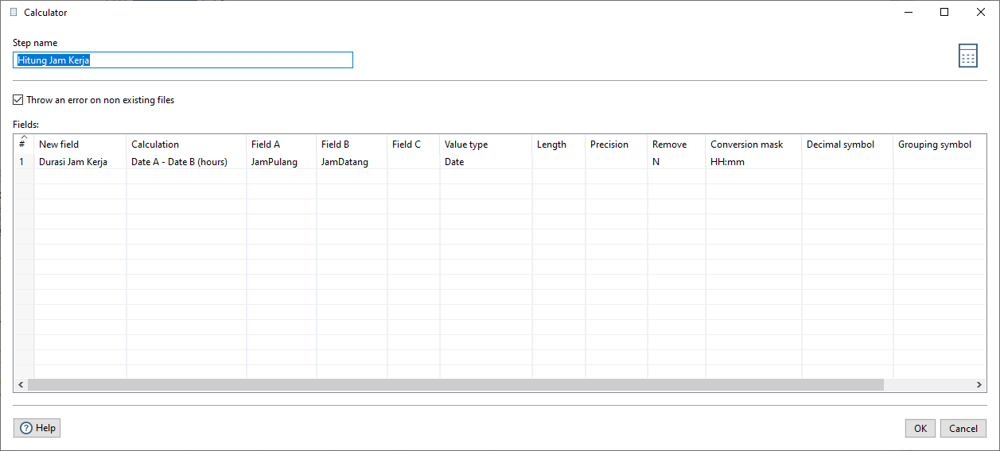 Calculator
Step name
Hitung Jam Kerja
Throw an error on non existing files
Fields:
# New field Calculation Field A Field B Field C Value type Length Precision Remove Conversion mask Decimal symbol Grouping symbol
1 Durasi Jam Kerja Date A - Date B (hours) JamPulang JamDatang Date N HH:mm
Help OK Cancel